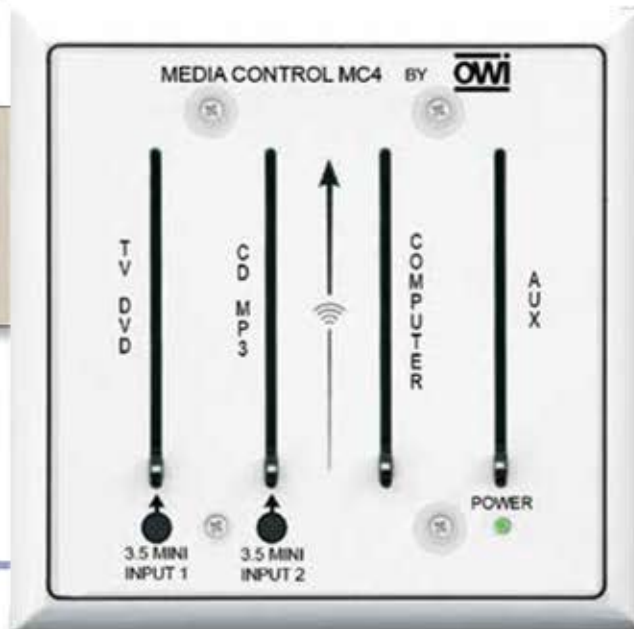 MEDIA CONTROL MC4 BY OWI
TV DVD
CD MP3
COMPUTER
AUX
POWER
3.5 MINI
INPUT 1
3.5 MINI
INPUT 2